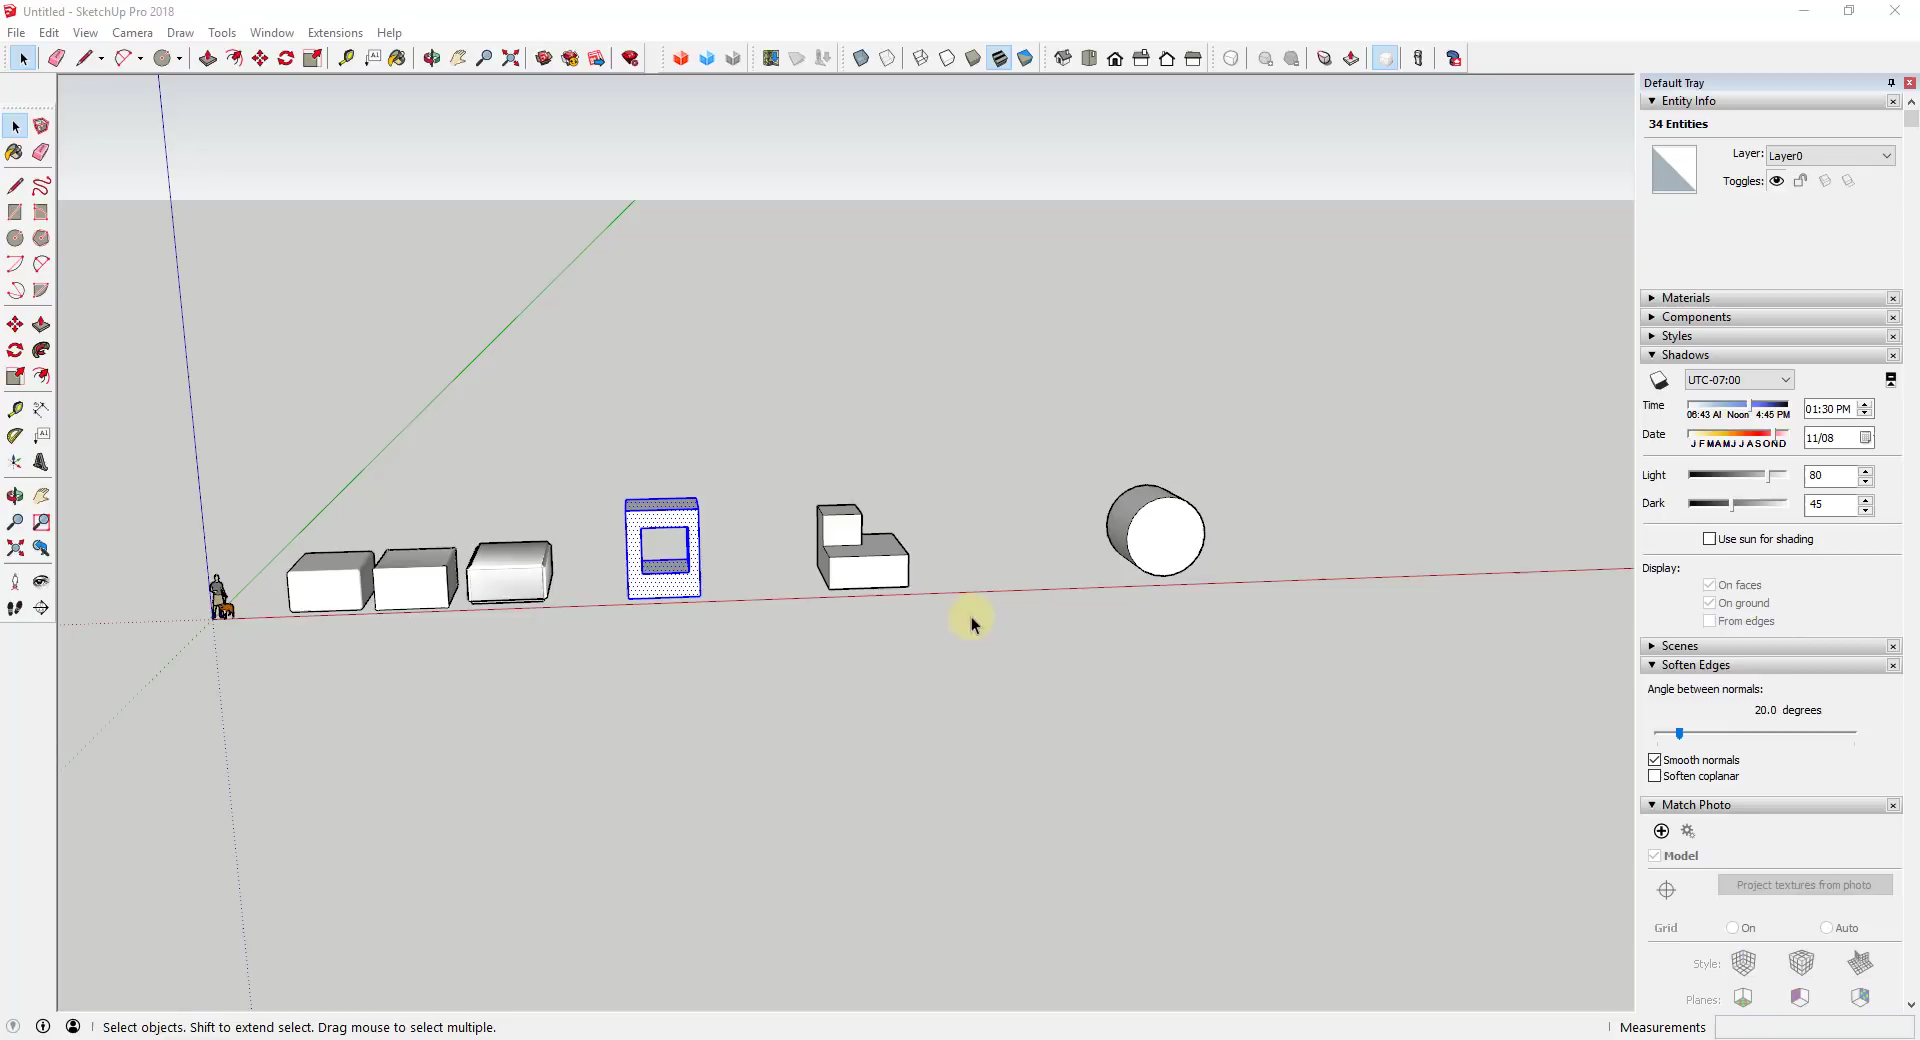 Untitled - SketchUp Pro 2018
File Edit View Camera Draw Tools Window Extensions Help
Default Tray
Entity Info
34 Entities
Layer: Layer0
Toggles:
Materials
Components
Styles
Shadows
UTC-07:00
Time 06:43 AI Noon 4:45 PM 01:30 PM
Date J F M A M J J A S O N D 11/08
Light 80
Dark 45
Use sun for shading
Display:
On faces
On ground
From edges
Scenes
Soften Edges
Angle between normals:
20.0 degrees
Smooth normals
Soften coplanar
Match Photo
Model
Project textures from photo
Grid On Auto
Style:
Planes:
Select objects. Shift to extend select. Drag mouse to select multiple.
Measurements